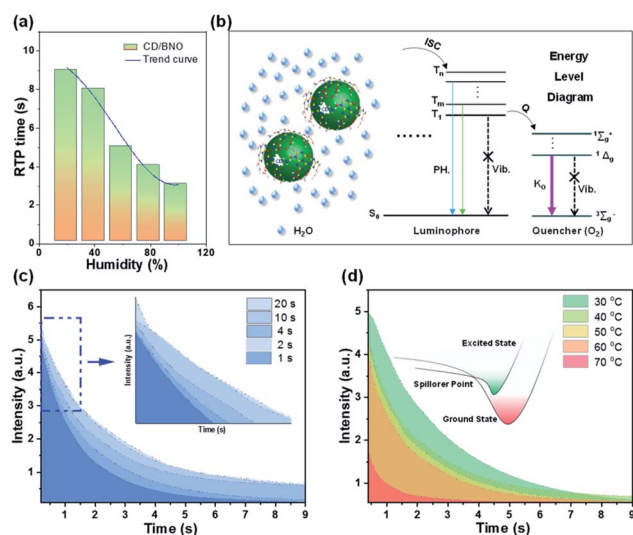 (a)
RTP time (s)
10
8
6
4
2
0
CD/BNO
Trend curve
0 40 80 120
Humidity (%)
(b)
H₂O
ISC
Tₙ
Tₘ
T₁
PH.
Vib.
S₀
Luminophore
Energy
Level
Diagram
Q
¹Σg⁺
¹Δg
K₀
Vib.
³Σg⁻
Quencher (O₂)
(c)
Intensity (a.u.)
6
5
4
3
2
1
Intensity (a.u.)
Time (s)
20 s
10 s
4 s
2 s
1 s
1 2 3 4 5 6 7 8 9
Time (s)
(d)
Intensity (a.u.)
5
4
3
2
1
30 °C
40 °C
50 °C
60 °C
70 °C
Excited State
Spillorer Point
Ground State
1 2 3 4 5 6 7 8 9
Time (s)